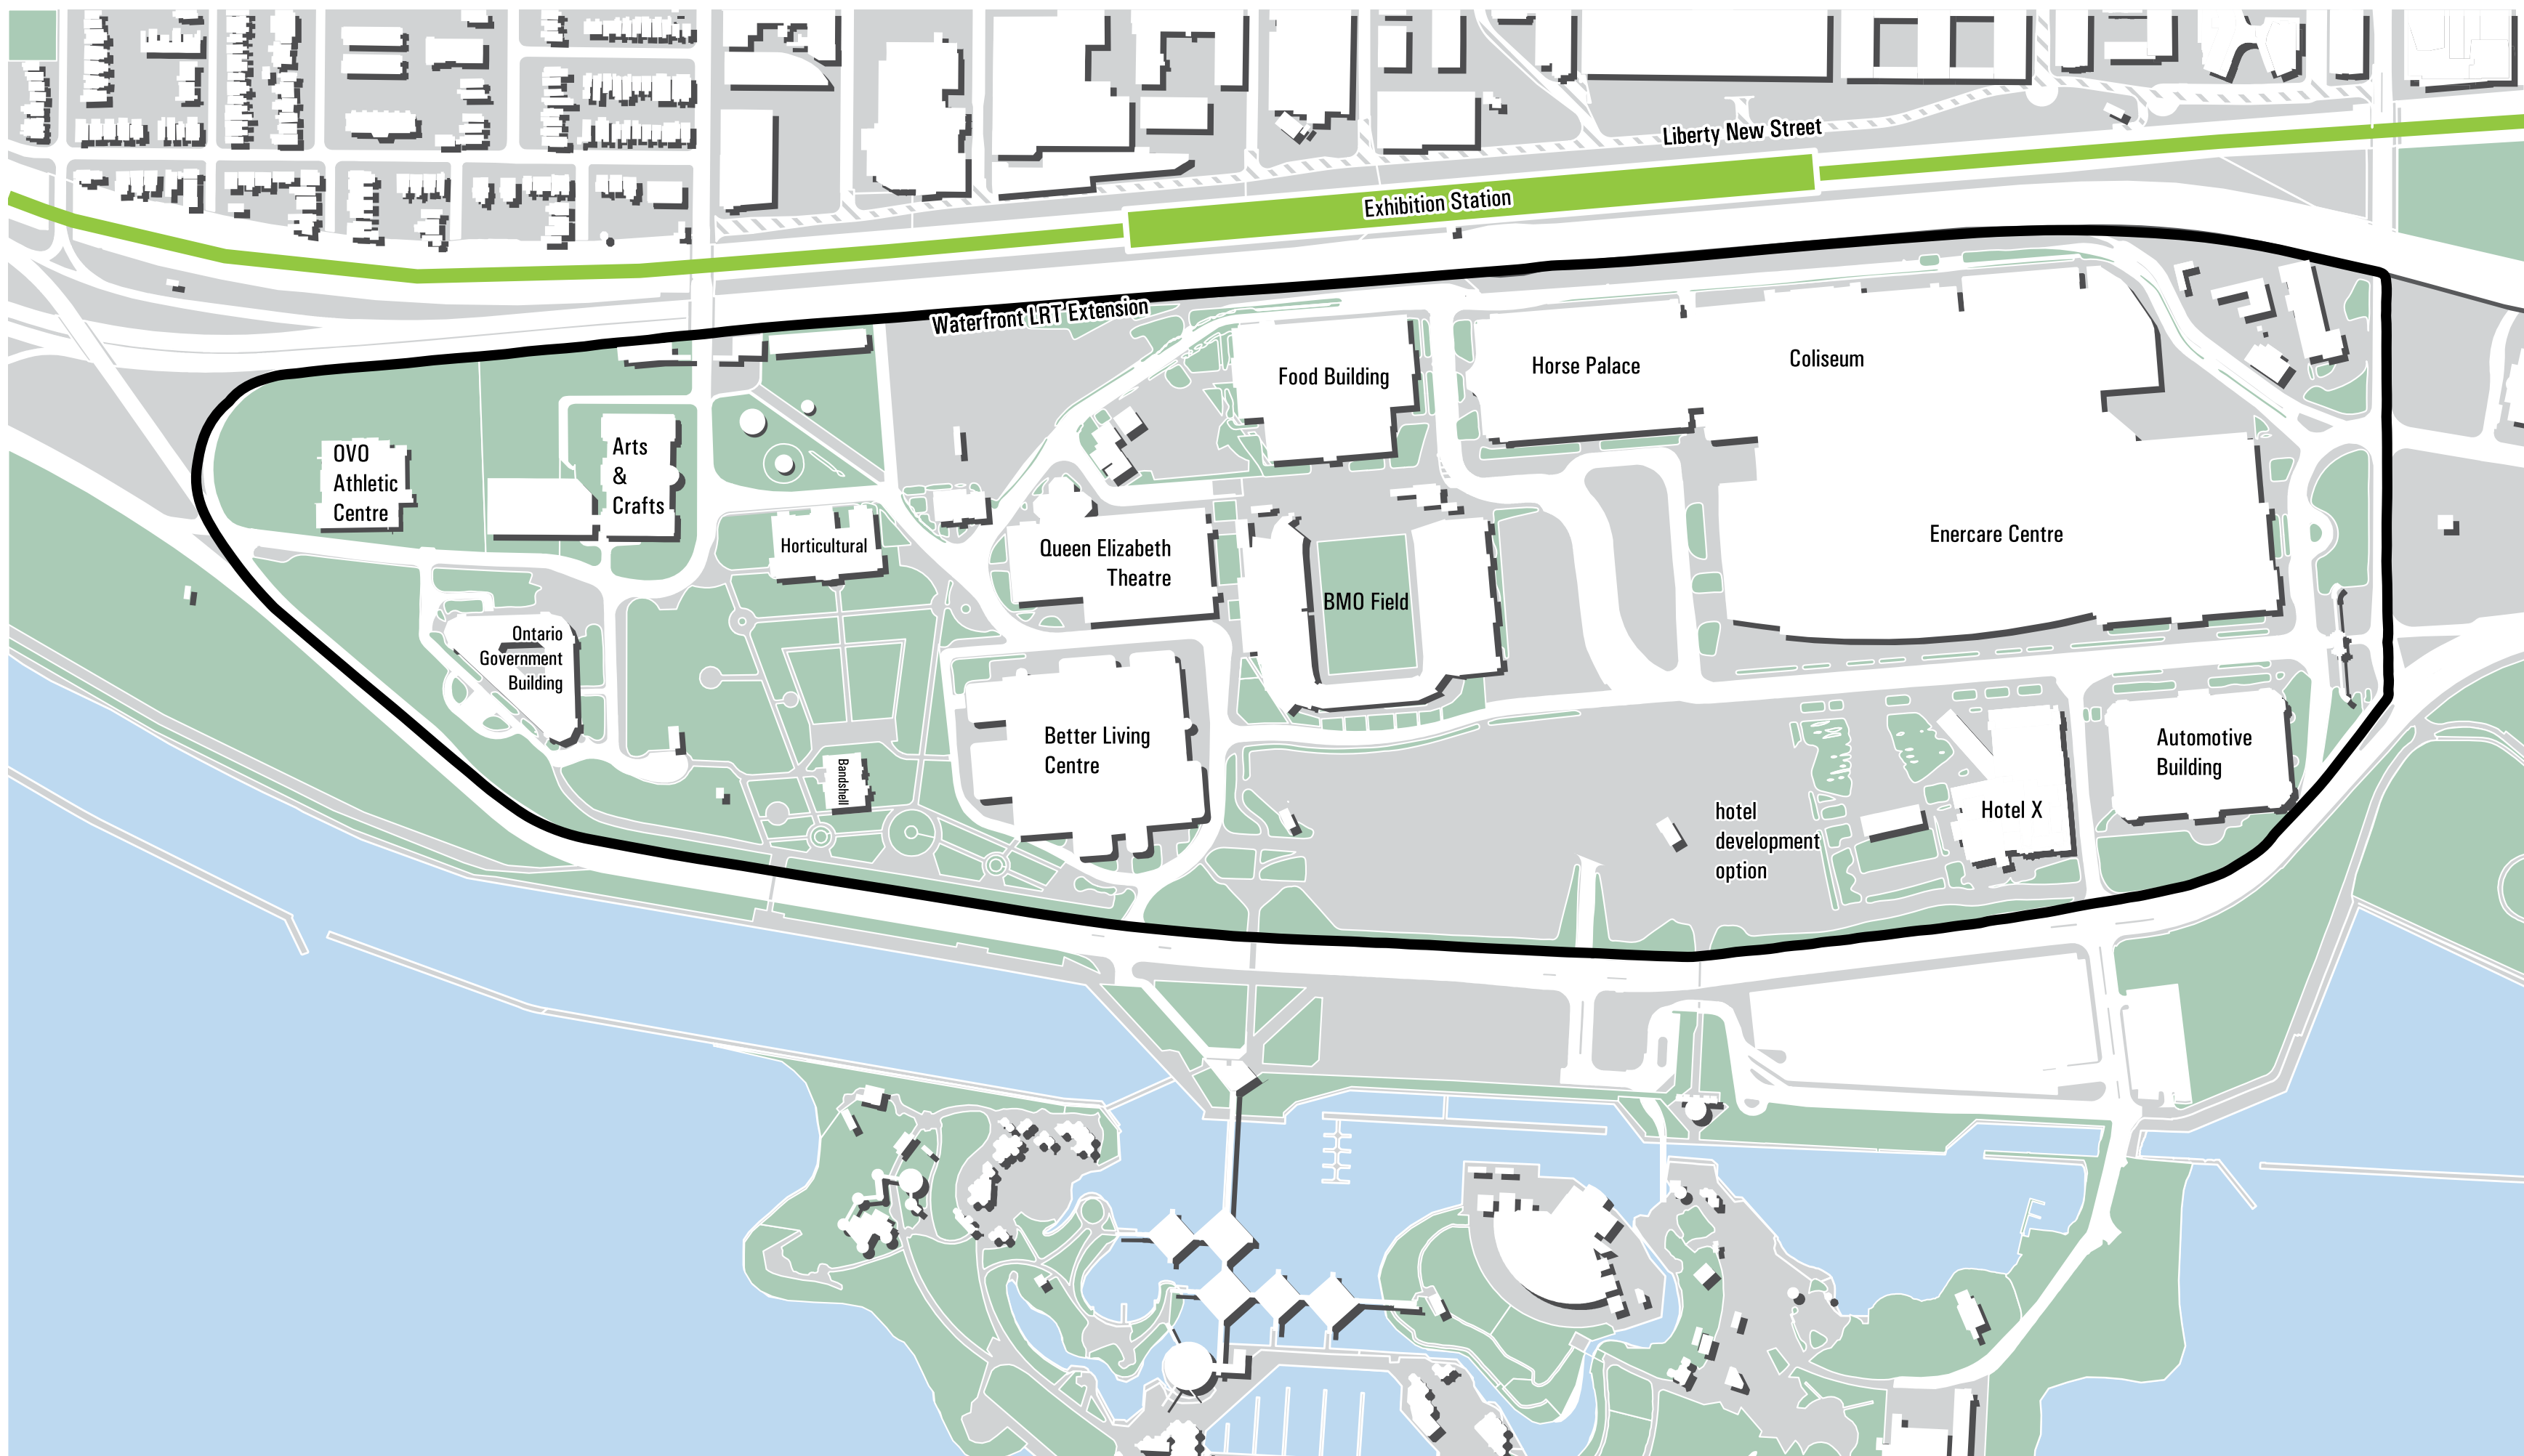 Liberty New Street
Exhibition Station
Waterfront LRT Extension
Food Building
Horse Palace
Coliseum
OVO
Athletic
Centre
Arts
&
Crafts
Horticultural
Queen Elizabeth
Theatre
BMO Field
Enercare Centre
Ontario
Government
Building
Better Living
Centre
Bandshell
hotel
development
option
Hotel X
Automotive
Building